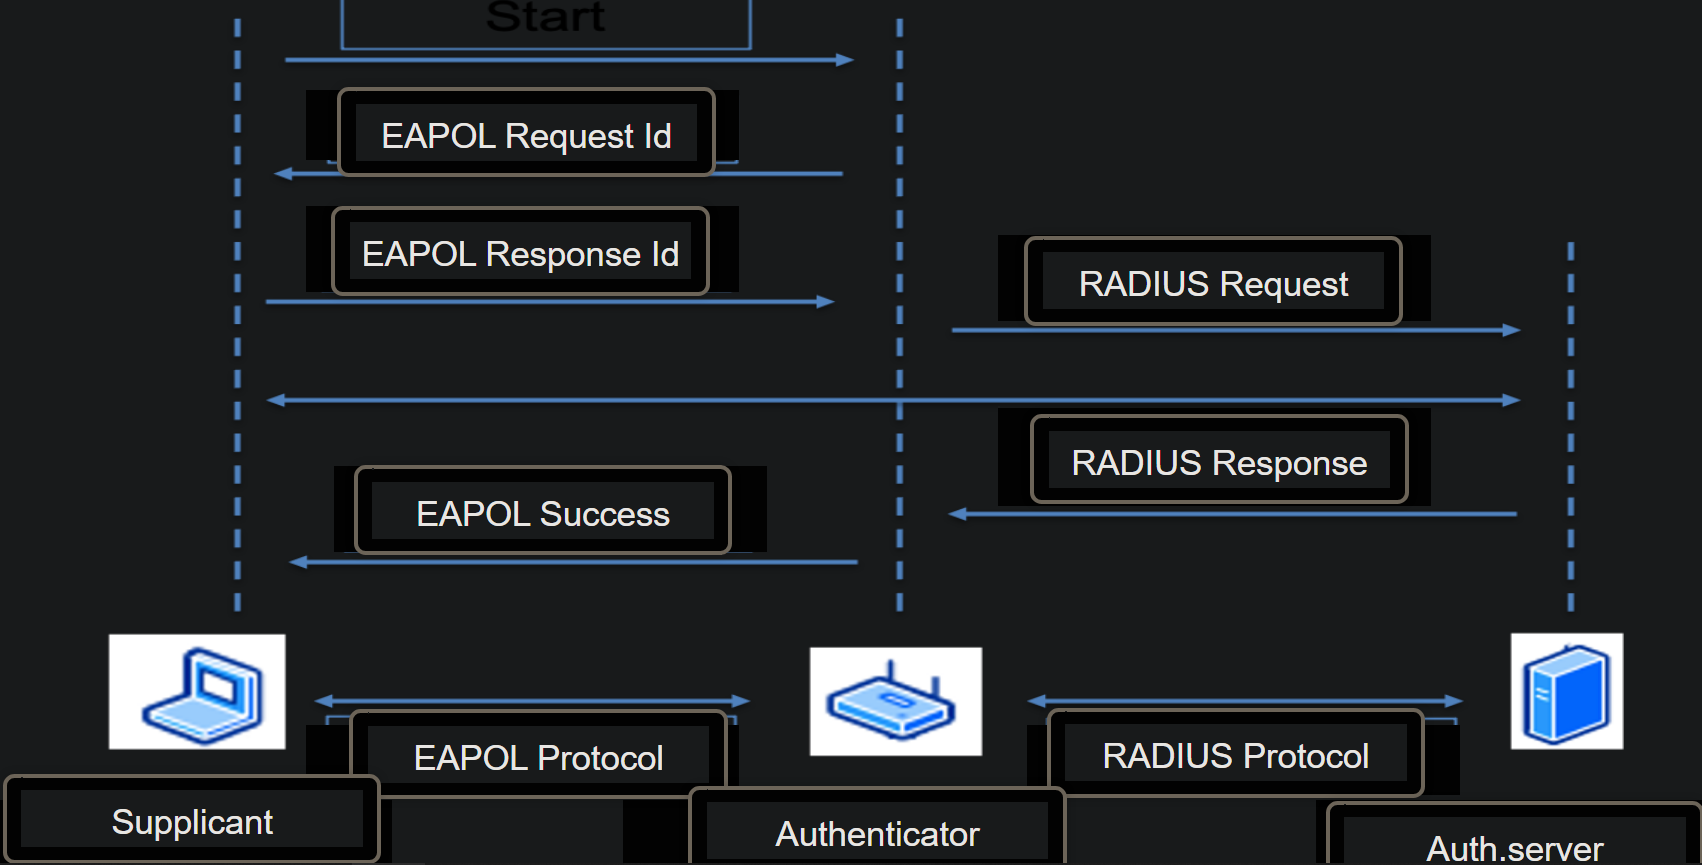 Start
EAPOL Request Id
EAPOL Response Id
RADIUS Request
RADIUS Response
EAPOL Success
EAPOL Protocol
RADIUS Protocol
Supplicant
Authenticator
Auth.server